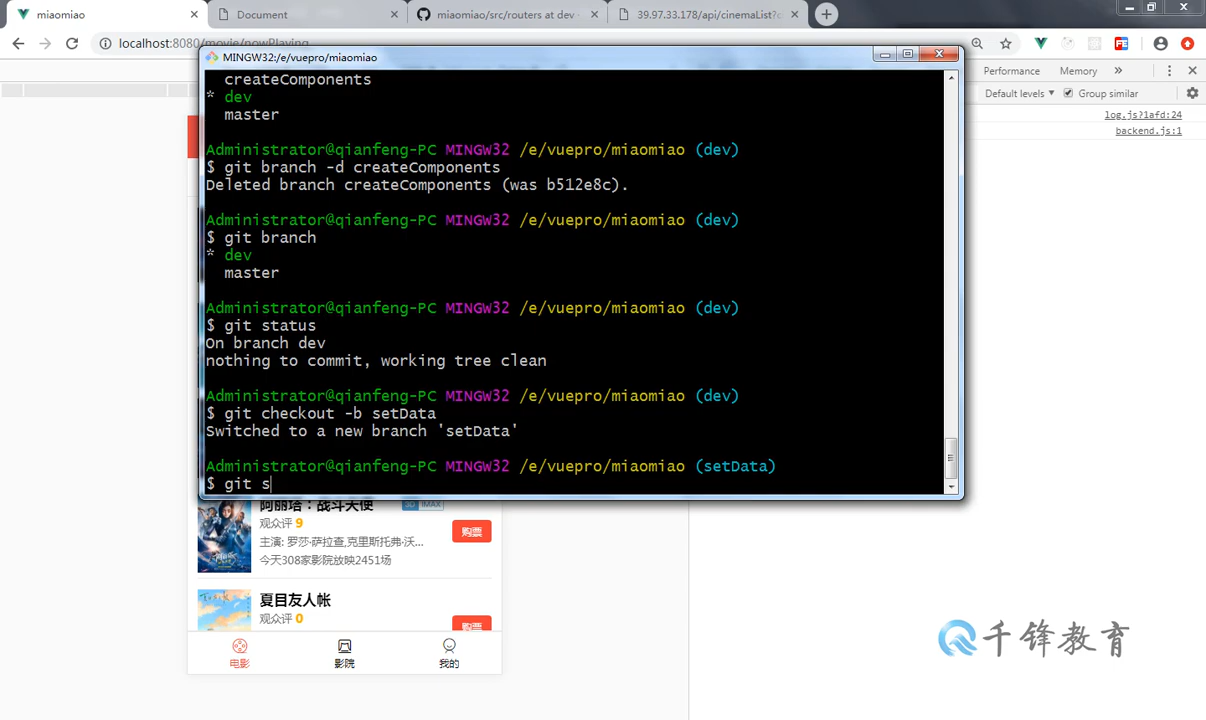 miaomiao
Document
miaomiao/src/routers at dev ·
39.97.33.178/api/cinemaList?c
localhost:8080/movie/nowPlaying
MINGW32:/e/vuepro/miaomiao
Performance
Memory
Default levels
Group similar
log.js?1afd:24
backend.js:1
createComponents
* dev
master
Administrator@qianfeng-PC MINGW32 /e/vuepro/miaomiao (dev)
$ git branch -d createComponents
Deleted branch createComponents (was b512e8c).
Administrator@qianfeng-PC MINGW32 /e/vuepro/miaomiao (dev)
$ git branch
* dev
master
Administrator@qianfeng-PC MINGW32 /e/vuepro/miaomiao (dev)
$ git status
On branch dev
nothing to commit, working tree clean
Administrator@qianfeng-PC MINGW32 /e/vuepro/miaomiao (dev)
$ git checkout -b setData
Switched to a new branch 'setData'
Administrator@qianfeng-PC MINGW32 /e/vuepro/miaomiao (setData)
$ git s
阿丽塔：战斗天使
3D IMAX
观众评 9
主演: 罗莎·萨拉查,克里斯托弗·沃...
今天308家影院放映2451场
购票
夏目友人帐
观众评 0
购票
电影
影院
我的
千锋教育